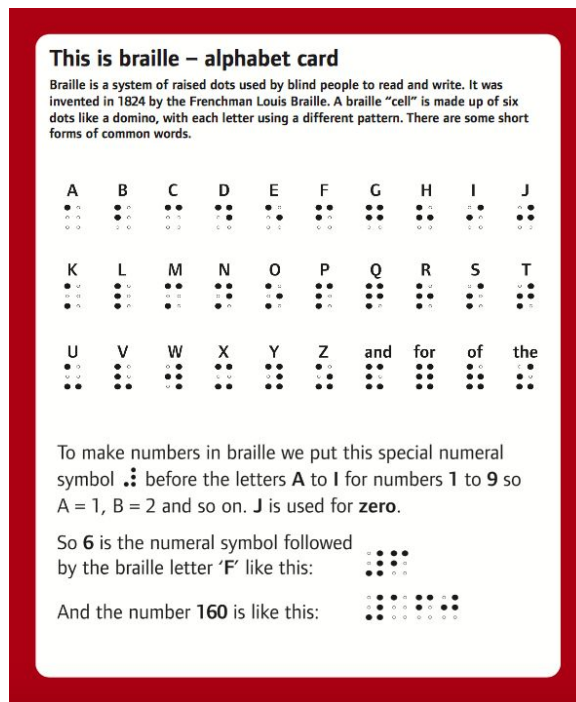 This is braille – alphabet card
Braille is a system of raised dots used by blind people to read and write. It was
invented in 1824 by the Frenchman Louis Braille. A braille “cell” is made up of six
dots like a domino, with each letter using a different pattern. There are some short
forms of common words.
A B C D E F G H I J
K L M N O P Q R S T
U V W X Y Z and for of the
To make numbers in braille we put this special numeral
symbol ⠼ before the letters A to I for numbers 1 to 9 so
A = 1, B = 2 and so on. J is used for zero.
So 6 is the numeral symbol followed
by the braille letter ‘F’ like this: ⠼⠋
And the number 160 is like this: ⠼⠁⠋⠚